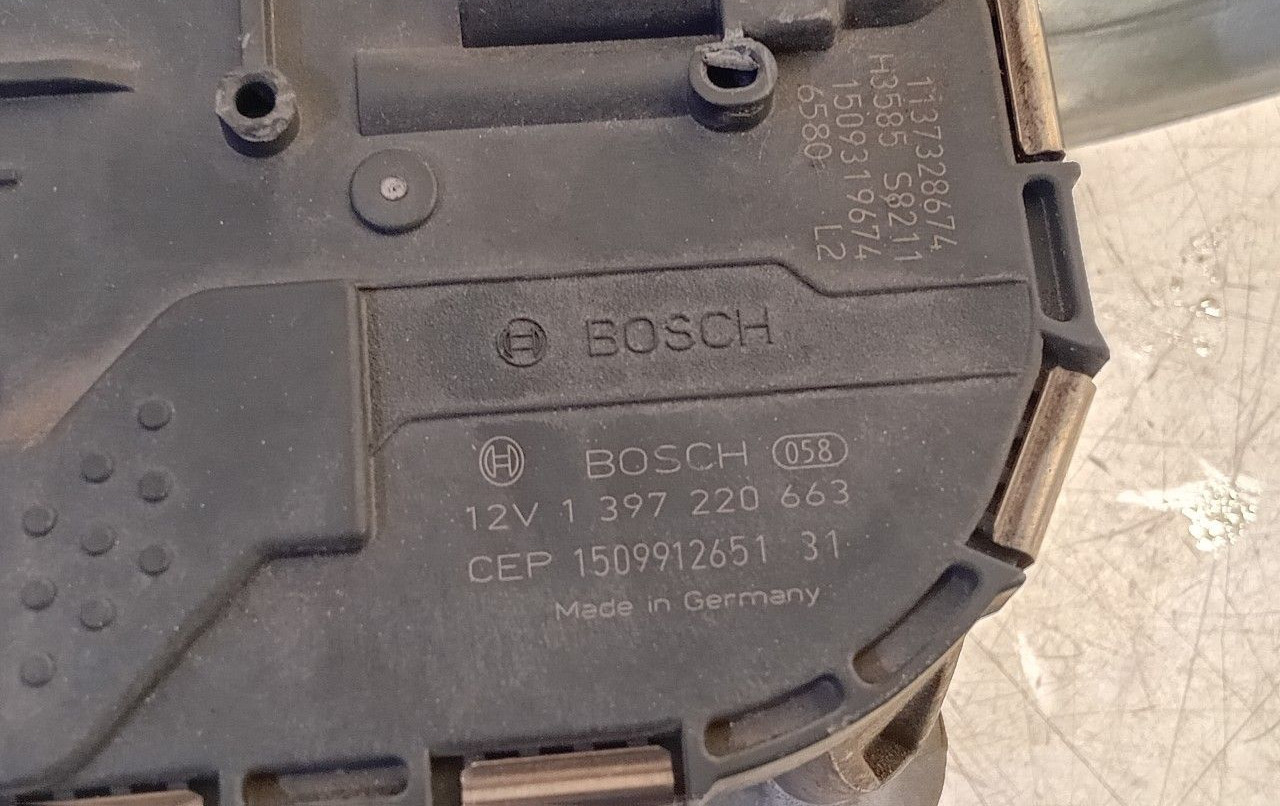 1137328674
H3585 S8211
1509319674
6580 L2
BOSCH
BOSCH 058
12V 1 397 220 663
CEP 1509912651 31
Made in Germany